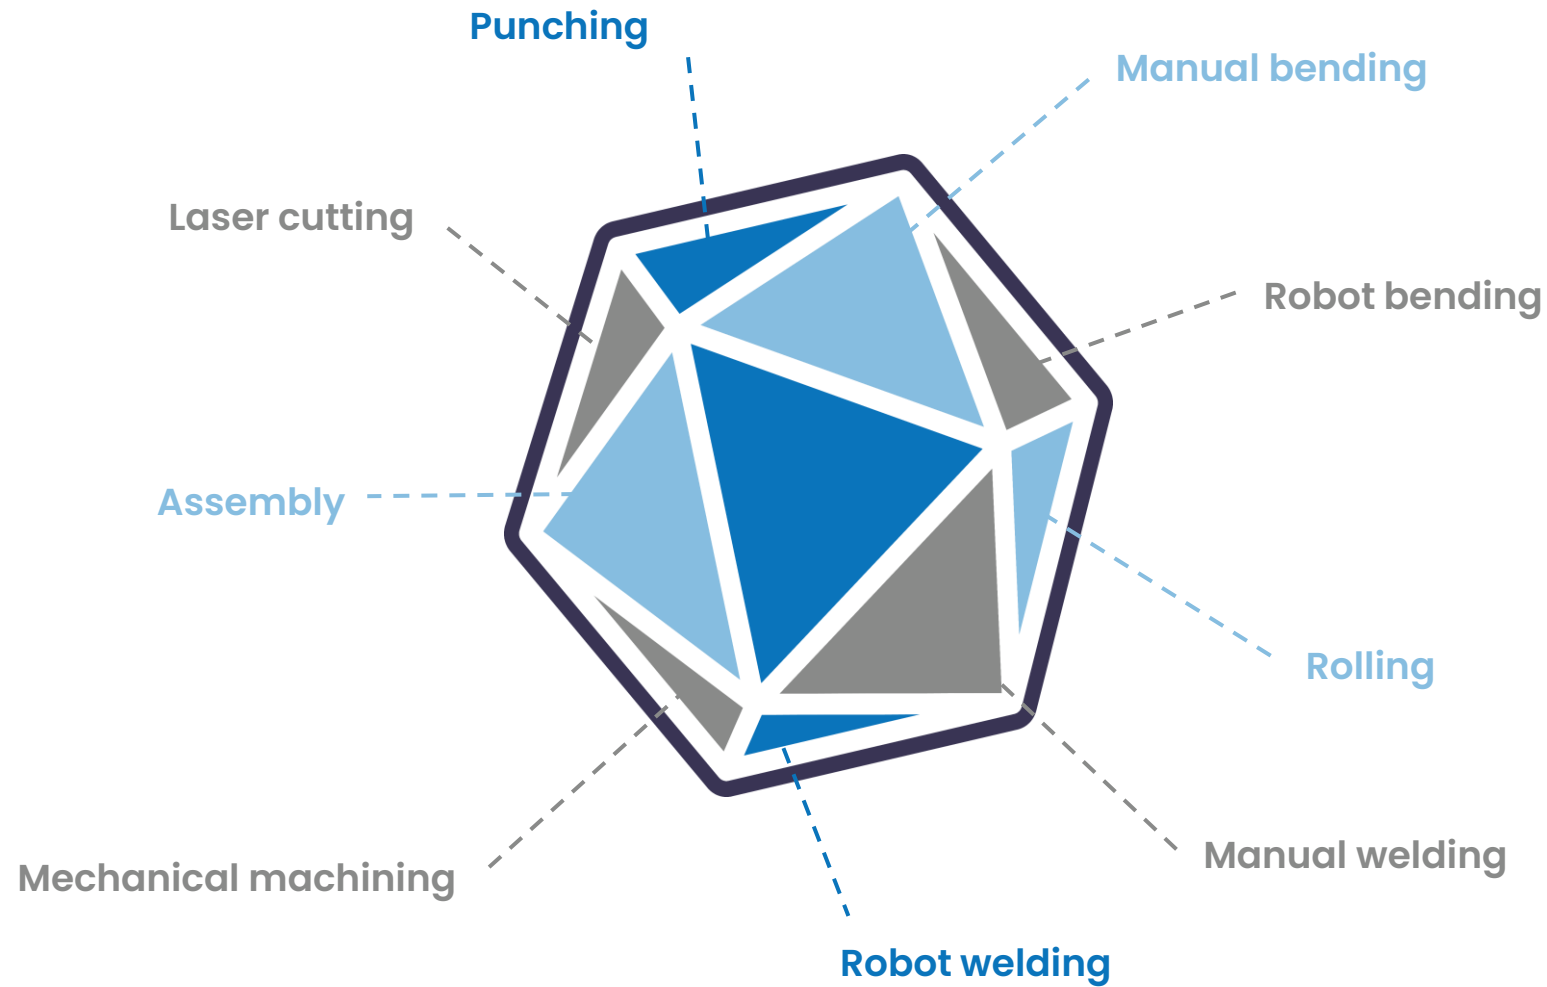 Punching
Manual bending
Laser cutting
Robot bending
Assembly
Rolling
Manual welding
Mechanical machining
Robot welding